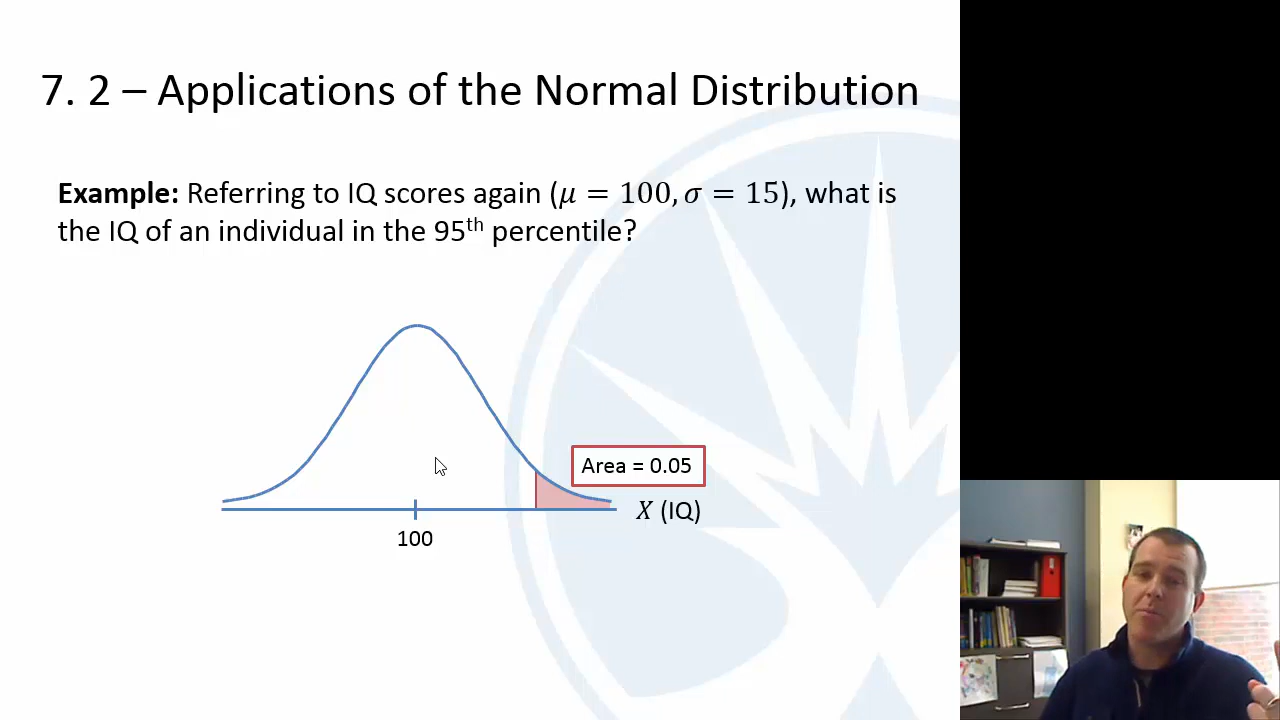 7. 2 – Applications of the Normal Distribution
Example: Referring to IQ scores again (μ = 100, σ = 15), what is
the IQ of an individual in the 95th percentile?
Area = 0.05
X (IQ)
100